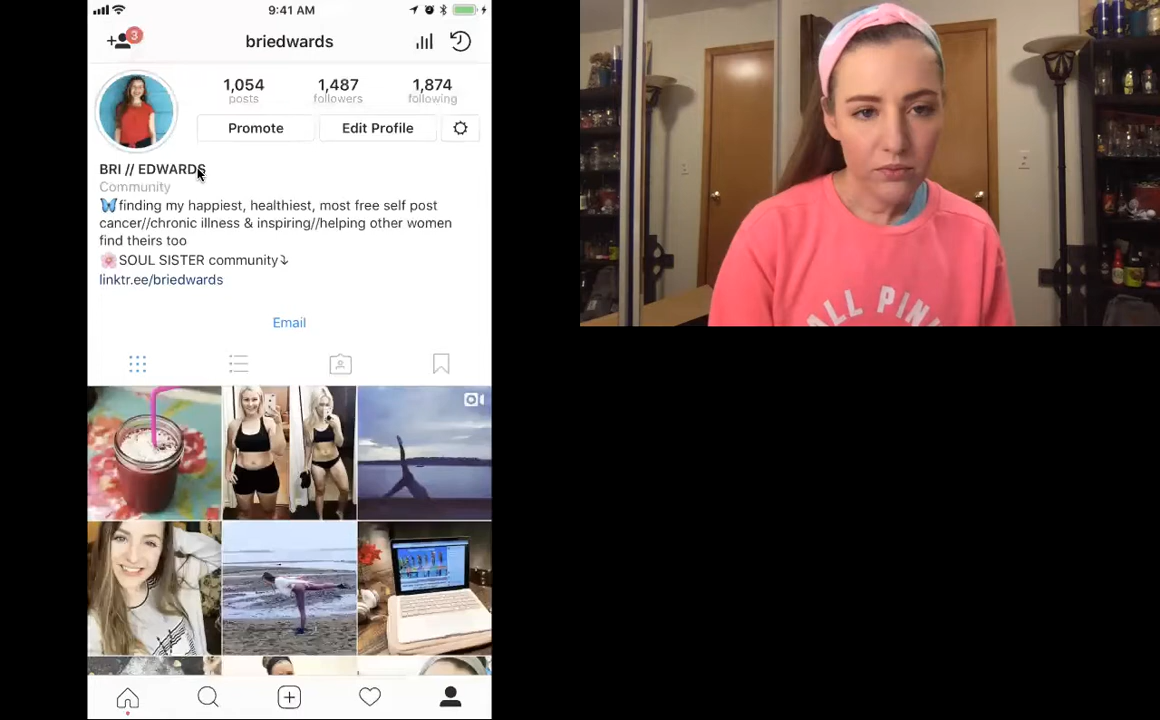 9:41 AM
3
briedwards
1,054
posts
1,487
followers
1,874
following
Promote
Edit Profile
BRI // EDWARDS
Community
finding my happiest, healthiest, most free self post
cancer//chronic illness & inspiring//helping other women
find theirs too
SOUL SISTER community
linktr.ee/briedwards
Email
ALL PINK